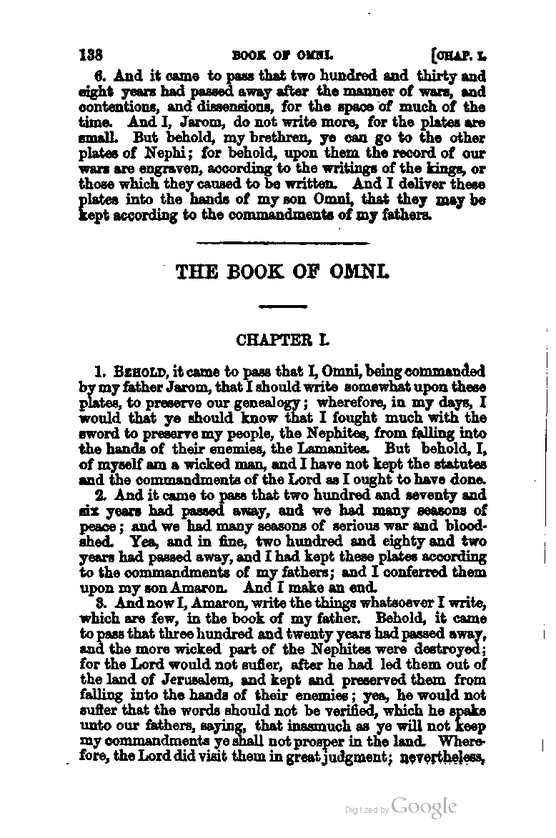 138 BOOK OF OMNI. [CHAP. I.
6. And it came to pass that two hundred and thirty and
eight years had passed away after the manner of wars, and
contentions, and dissensions, for the space of much of the
time. And I, Jarom, do not write more, for the plates are
small. But behold, my brethren, ye can go to the other
plates of Nephi; for behold, upon them the record of our
wars are engraven, according to the writings of the kings, or
those which they caused to be written. And I deliver these
plates into the hands of my son Omni, that they may be
kept according to the commandments of my fathers.
THE BOOK OF OMNI.
CHAPTER I.
1. BEHOLD, it came to pass that I, Omni, being commanded
by my father Jarom, that I should write somewhat upon these
plates, to preserve our genealogy; wherefore, in my days, I
would that ye should know that I fought much with the
sword to preserve my people, the Nephites, from falling into
the hands of their enemies, the Lamanites. But behold, I,
of myself am a wicked man, and I have not kept the statutes
and the commandments of the Lord as I ought to have done.
2. And it came to pass that two hundred and seventy and
six years had passed away, and we had many seasons of
peace; and we had many seasons of serious war and blood-
shed. Yea, and in fine, two hundred and eighty and two
years had passed away, and I had kept these plates according
to the commandments of my fathers; and I conferred them
upon my son Amaron. And I make an end.
3. And now I, Amaron, write the things whatsoever I write,
which are few, in the book of my father. Behold, it came
to pass that three hundred and twenty years had passed away,
and the more wicked part of the Nephites were destroyed;
for the Lord would not suffer, after he had led them out of
the land of Jerusalem, and kept and preserved them from
falling into the hands of their enemies; yea, he would not
suffer that the words should not be verified, which he spake
unto our fathers, saying, that inasmuch as ye will not keep
my commandments ye shall not prosper in the land. Where-
fore, the Lord did visit them in great judgment; nevertheless,
Digitized by Google